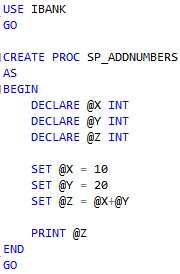 USE IBANK
GO
CREATE PROC SP_ADDNUMBERS
AS
BEGIN
DECLARE @X INT
DECLARE @Y INT
DECLARE @Z INT
SET @X = 10
SET @Y = 20
SET @Z = @X+@Y
PRINT @Z
END
GO